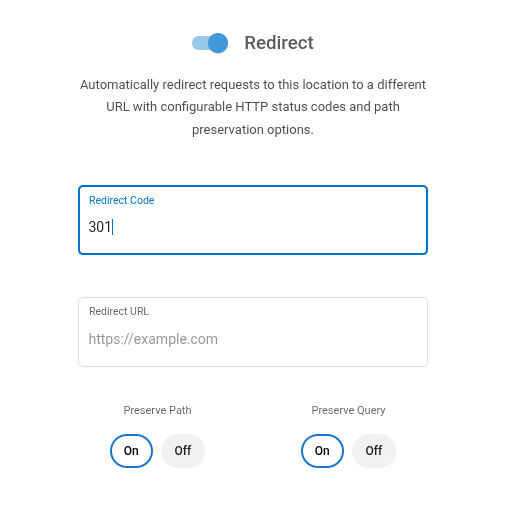 Redirect
Automatically redirect requests to this location to a different
URL with configurable HTTP status codes and path
preservation options.
Redirect Code
301
Redirect URL
https://example.com
Preserve Path
Preserve Query
On
Off
On
Off